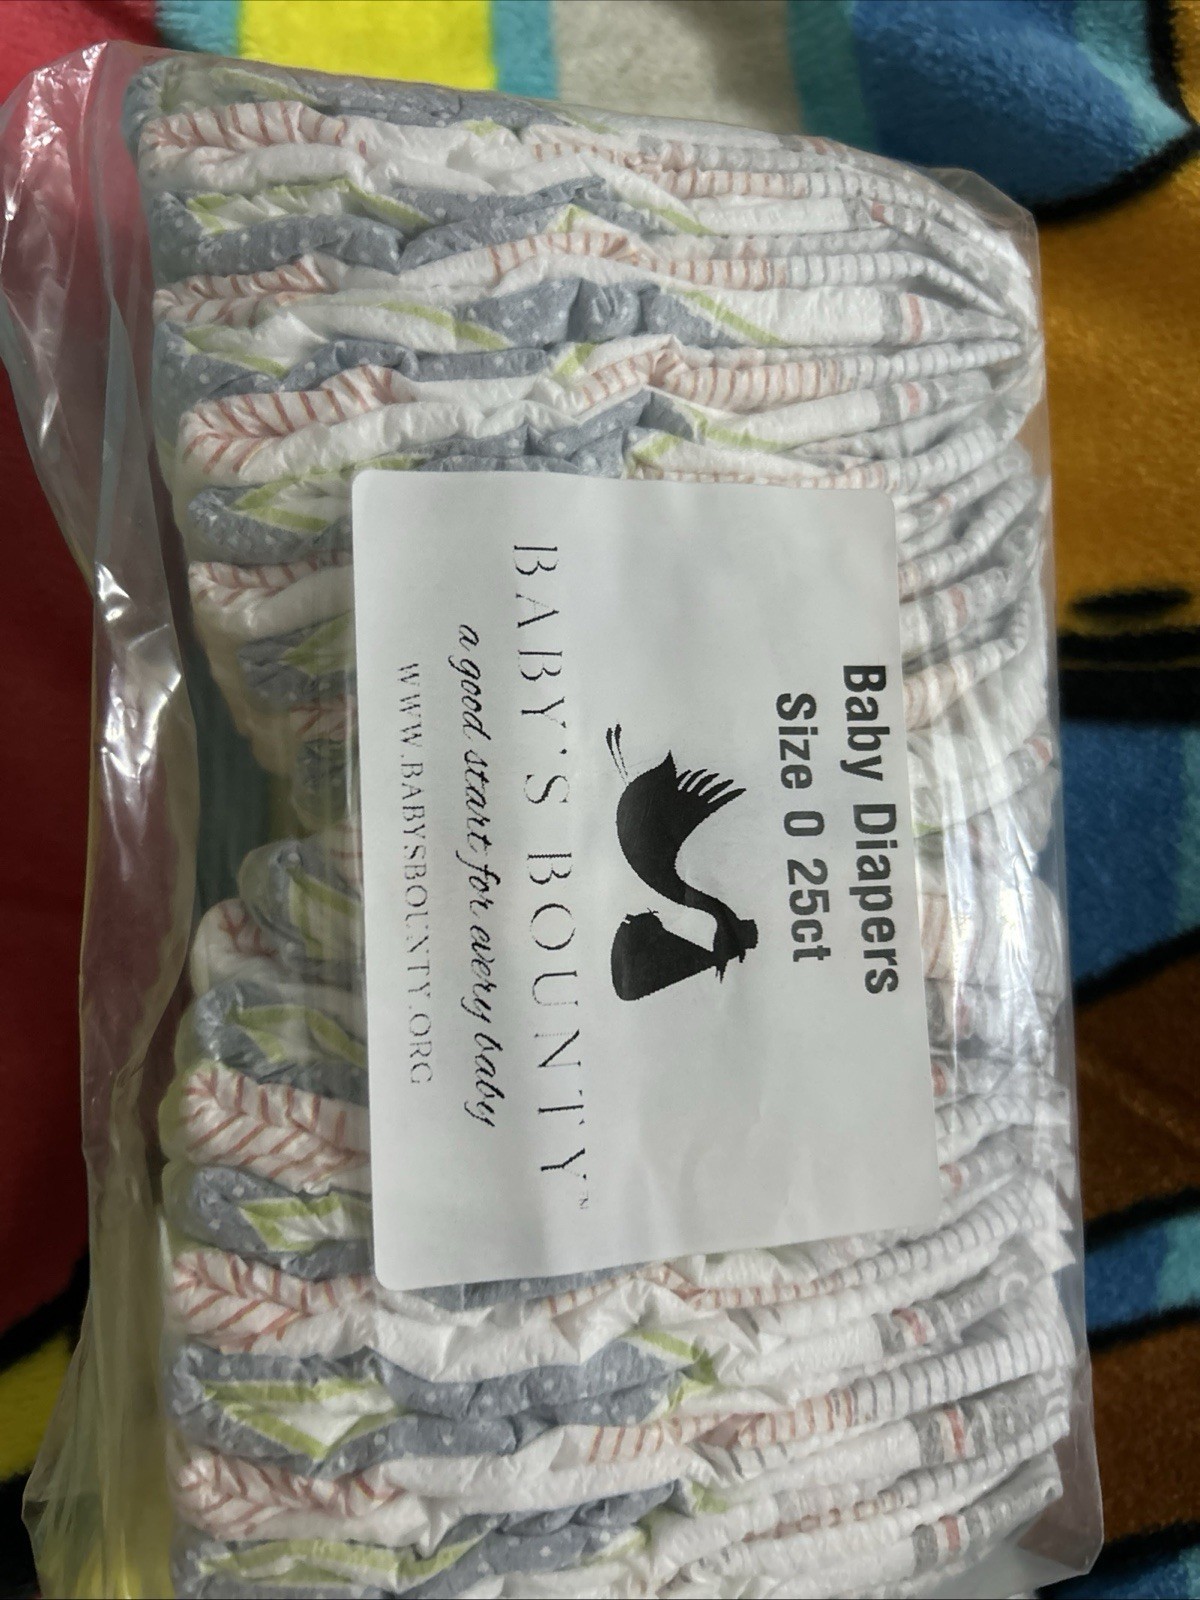 Baby Diapers
Size 0 25ct
BABY'S BOUNTY™
a good start for every baby
WWW.BABYSBOUNTY.ORG